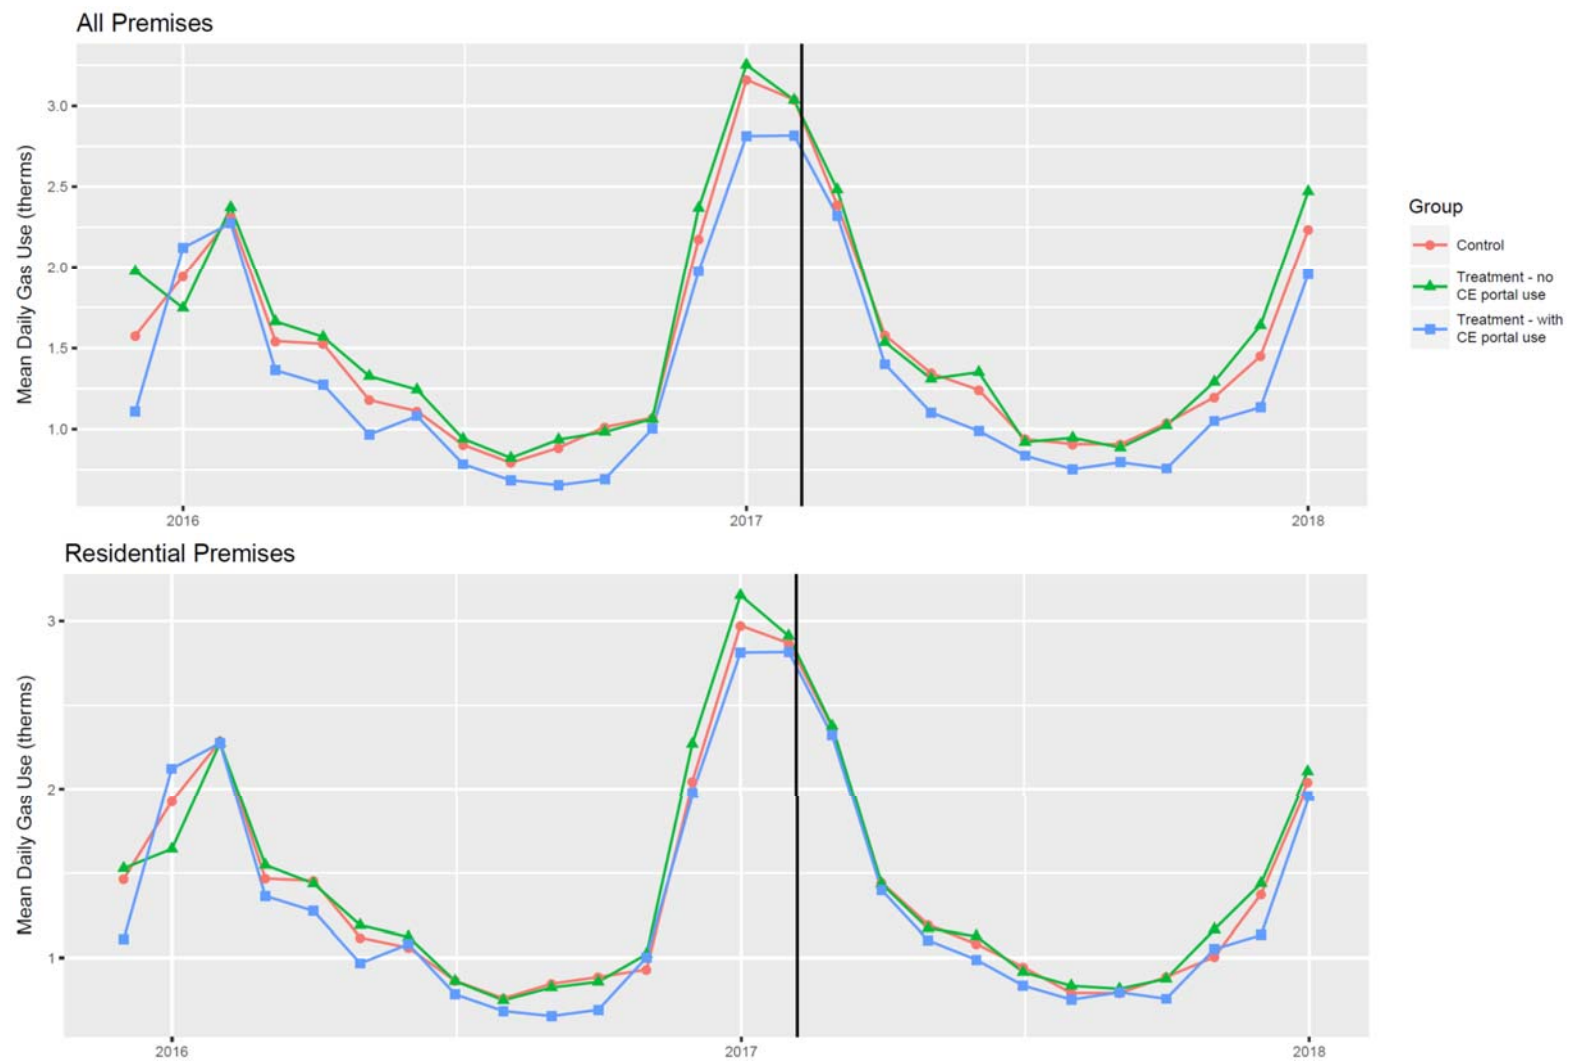 All Premises
Mean Daily Gas Use (therms)
3.0
2.5
2.0
1.5
1.0
2016
2017
2018
Group
Control
Treatment - no
CE portal use
Treatment - with
CE portal use
Residential Premises
Mean Daily Gas Use (therms)
3
2
1
2016
2017
2018